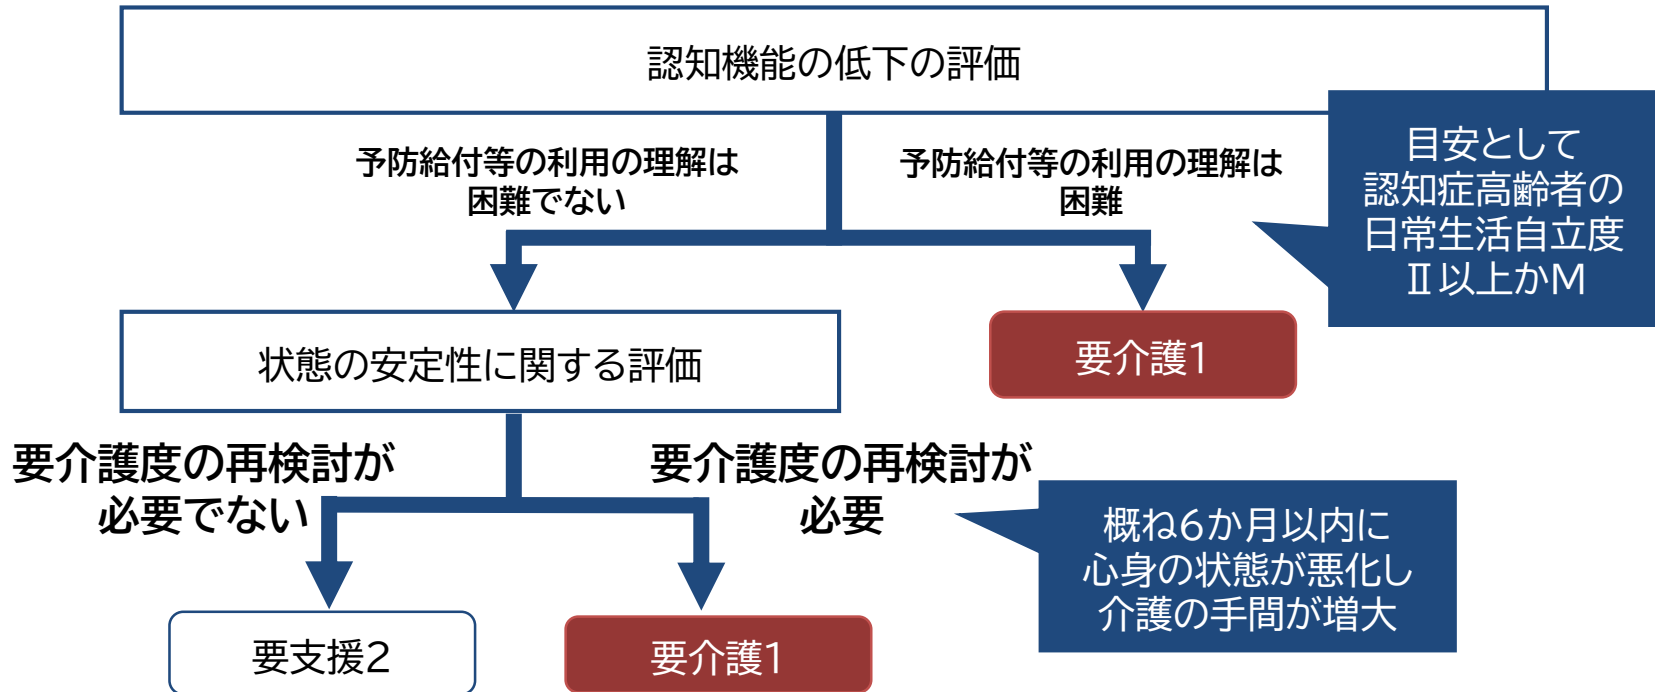 認知機能の低下の評価
予防給付等の利用の理解は
困難でない
予防給付等の利用の理解は
困難
目安として
認知症高齢者の
日常生活自立度
Ⅱ以上かM
状態の安定性に関する評価
要介護1
要介護度の再検討が
必要でない
要介護度の再検討が
必要
概ね6か月以内に
心身の状態が悪化し
介護の手間が増大
要支援2
要介護1